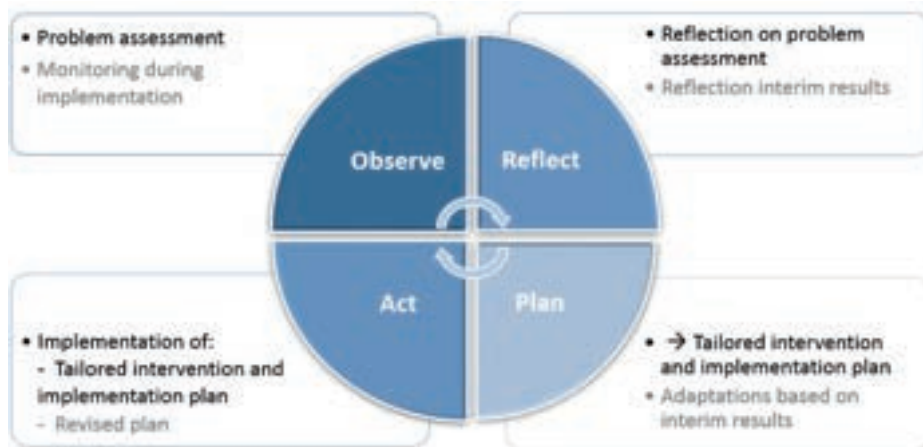 • Problem assessment
• Monitoring during
implementation
• Reflection on problem
assessment
• Reflection interim results
Observe
Reflect
Act
Plan
• Implementation of:
- Tailored intervention and
implementation plan
- Revised plan
• → Tailored intervention
and implementation plan
• Adaptations based on
interim results